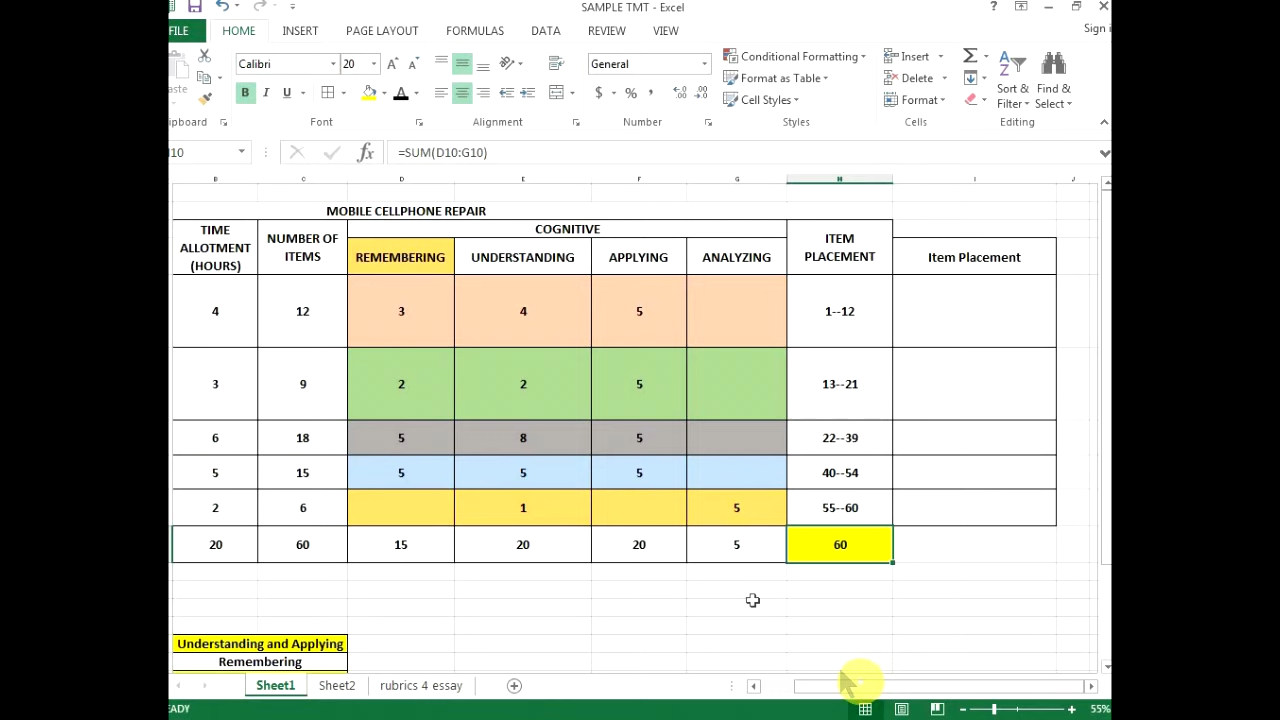 SAMPLE TMT - Excel
?
FILE HOME INSERT PAGE LAYOUT FORMULAS DATA REVIEW VIEW Sign i
Calibri 20 General Conditional Formatting Insert
aste B I U Format as Table Delete Sort & Find &
Cell Styles Format Filter Select
lipboard Font Alignment Number Styles Cells Editing
H10 fx =SUM(D10:G10)
B C D E F G H I J
MOBILE CELLPHONE REPAIR
TIME ALLOTMENT (HOURS) NUMBER OF ITEMS COGNITIVE ITEM PLACEMENT
REMEMBERING UNDERSTANDING APPLYING ANALYZING Item Placement
4 12 3 4 5 1--12
3 9 2 2 5 13--21
6 18 5 8 5 22--39
5 15 5 5 5 40--54
2 6 1 5 55--60
20 60 15 20 20 5 60
Understanding and Applying
Remembering
Sheet1 Sheet2 rubrics 4 essay
EADY 55%